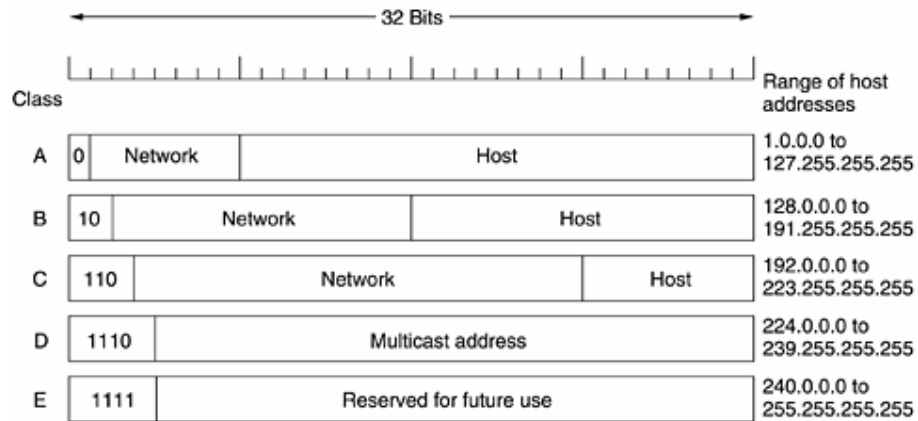 32 Bits
Class
Range of host
addresses
A 0 Network Host 1.0.0.0 to
127.255.255.255
B 10 Network Host 128.0.0.0 to
191.255.255.255
C 110 Network Host 192.0.0.0 to
223.255.255.255
D 1110 Multicast address 224.0.0.0 to
239.255.255.255
E 1111 Reserved for future use 240.0.0.0 to
255.255.255.255